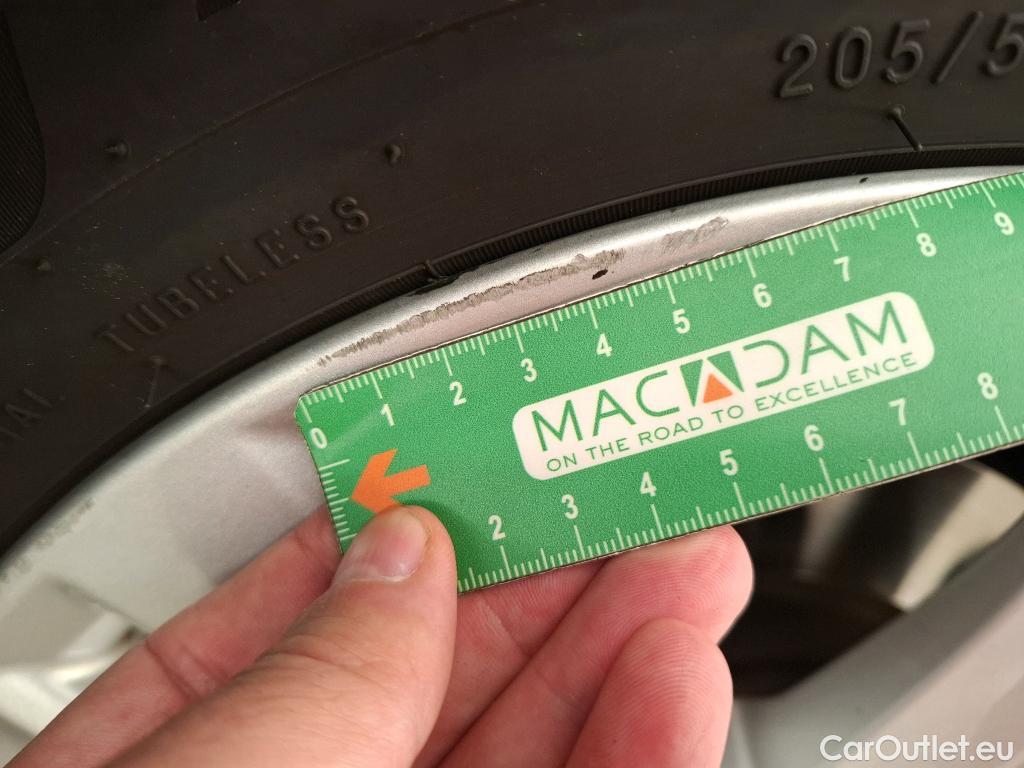 205/5
TUBELESS
0 1 2 3 4 5 6 7 8 9
MACADAM
ON THE ROAD TO EXCELLENCE
2 3 4 5 6 7 8
CarOutlet.eu